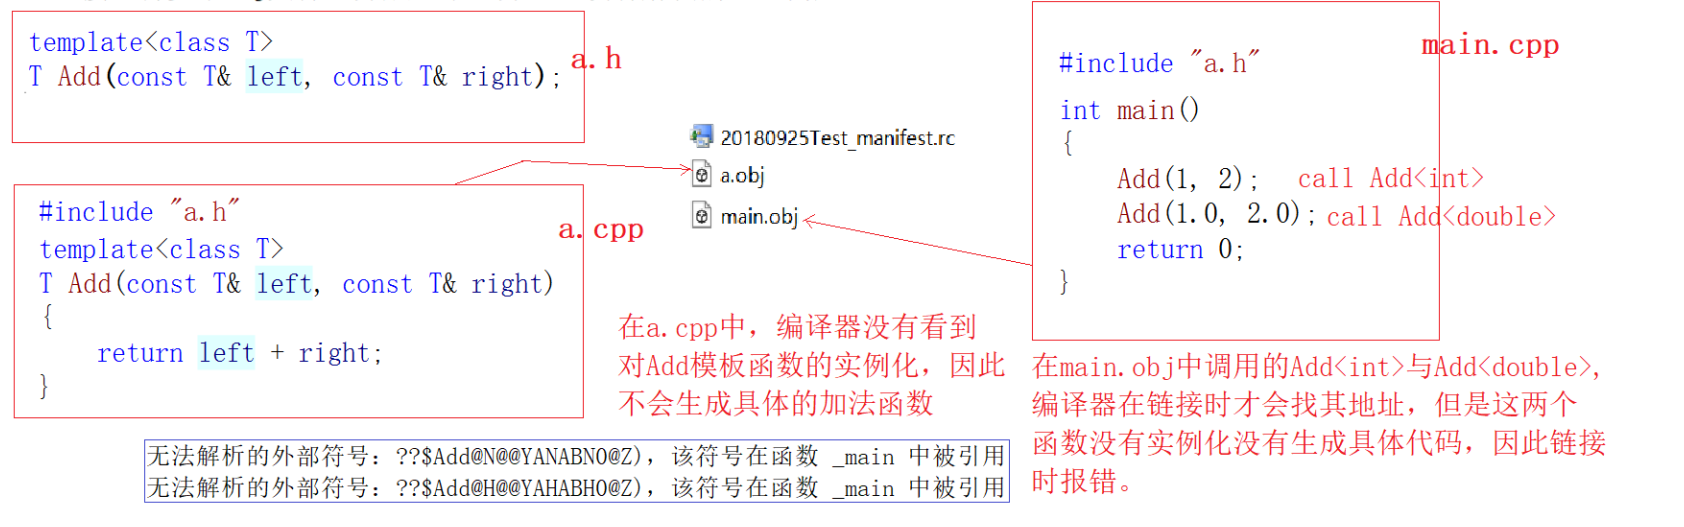 template<class T>
T Add(const T& left, const T& right);
a.h
#include "a.h"
template<class T>
T Add(const T& left, const T& right)
{
return left + right;
}
a.cpp
20180925Test_manifest.rc
a.obj
main.obj
main.cpp
#include "a.h"
int main()
{
Add(1, 2); call Add<int>
Add(1.0, 2.0); call Add<double>
return 0;
}
在a.cpp中，编译器没有看到
对Add模板函数的实例化，因此
不会生成具体的加法函数
在main.obj中调用的Add<int>与Add<double>,
编译器在链接时才会找其地址，但是这两个
函数没有实例化没有生成具体代码，因此链接
时报错。
无法解析的外部符号: ??$Add@N@@YANABNO@Z)，该符号在函数 _main 中被引用
无法解析的外部符号: ??$Add@H@@YAHABHO@Z)，该符号在函数 _main 中被引用